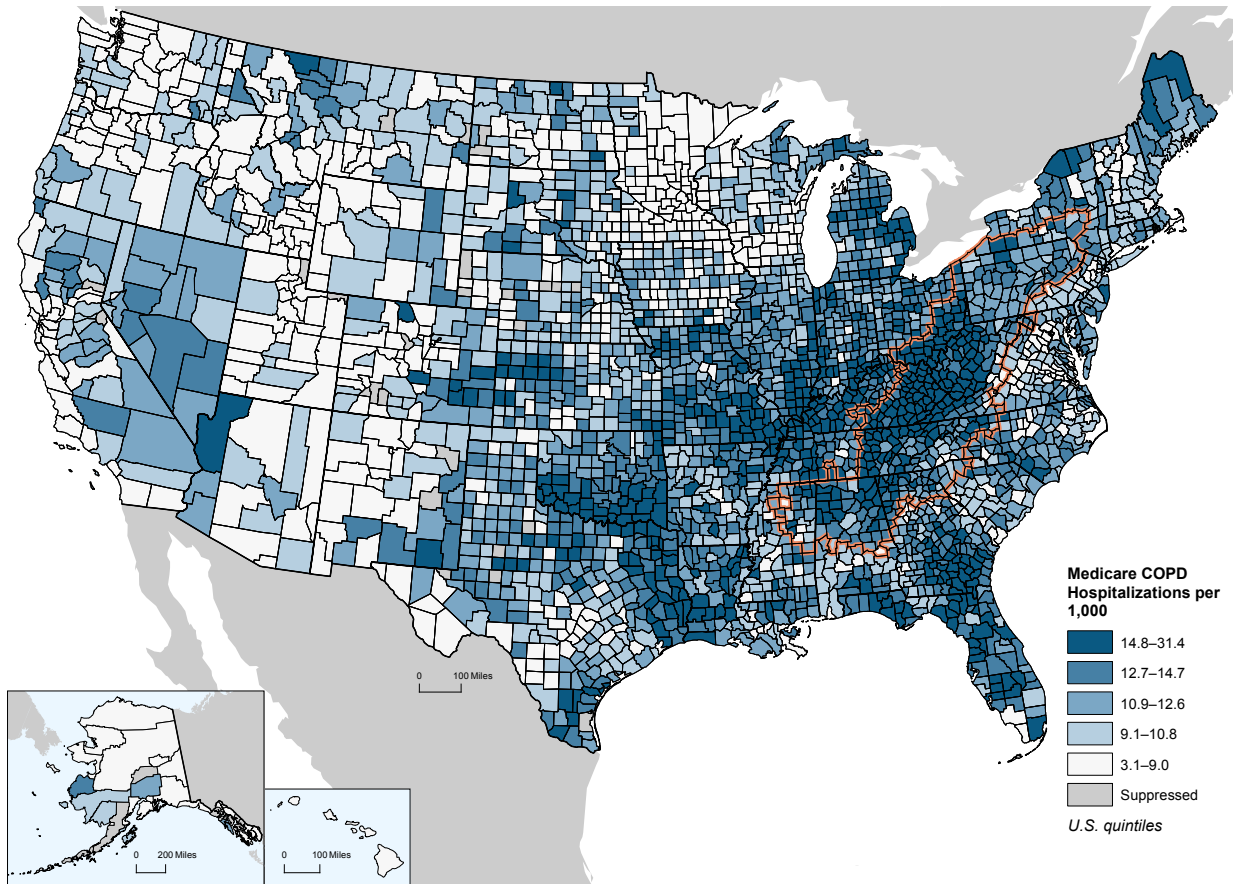 Medicare COPD
Hospitalizations per
1,000
14.8–31.4
12.7–14.7
10.9–12.6
9.1–10.8
3.1–9.0
Suppressed
U.S. quintiles
0 100 Miles
0 200 Miles
0 100 Miles